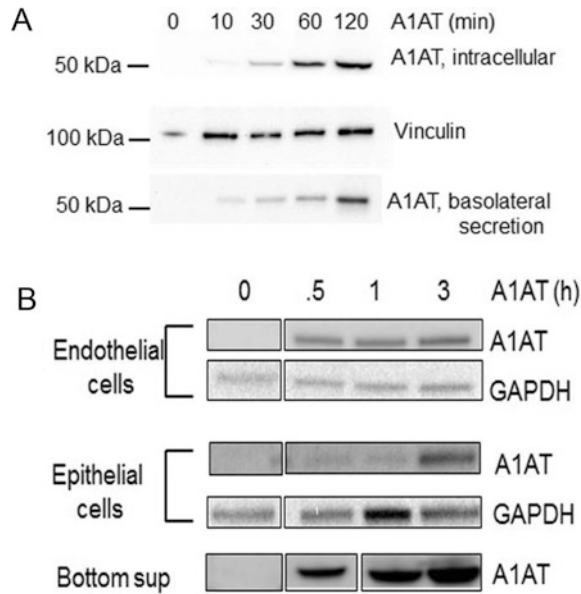 A
0 10 30 60 120 A1AT (min)
50 kDa A1AT, intracellular
100 kDa Vinculin
50 kDa A1AT, basolateral
secretion
B
0 .5 1 3 A1AT (h)
Endothelial
cells
A1AT
GAPDH
Epithelial
cells
A1AT
GAPDH
Bottom sup A1AT